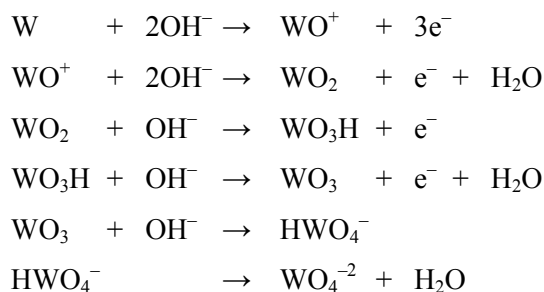 W + 2OH⁻ → WO⁺ + 3e⁻
WO⁺ + 2OH⁻ → WO₂ + e⁻ + H₂O
WO₂ + OH⁻ → WO₃H + e⁻
WO₃H + OH⁻ → WO₃ + e⁻ + H₂O
WO₃ + OH⁻ → HWO₄⁻
HWO₄⁻ → WO₄⁻² + H₂O